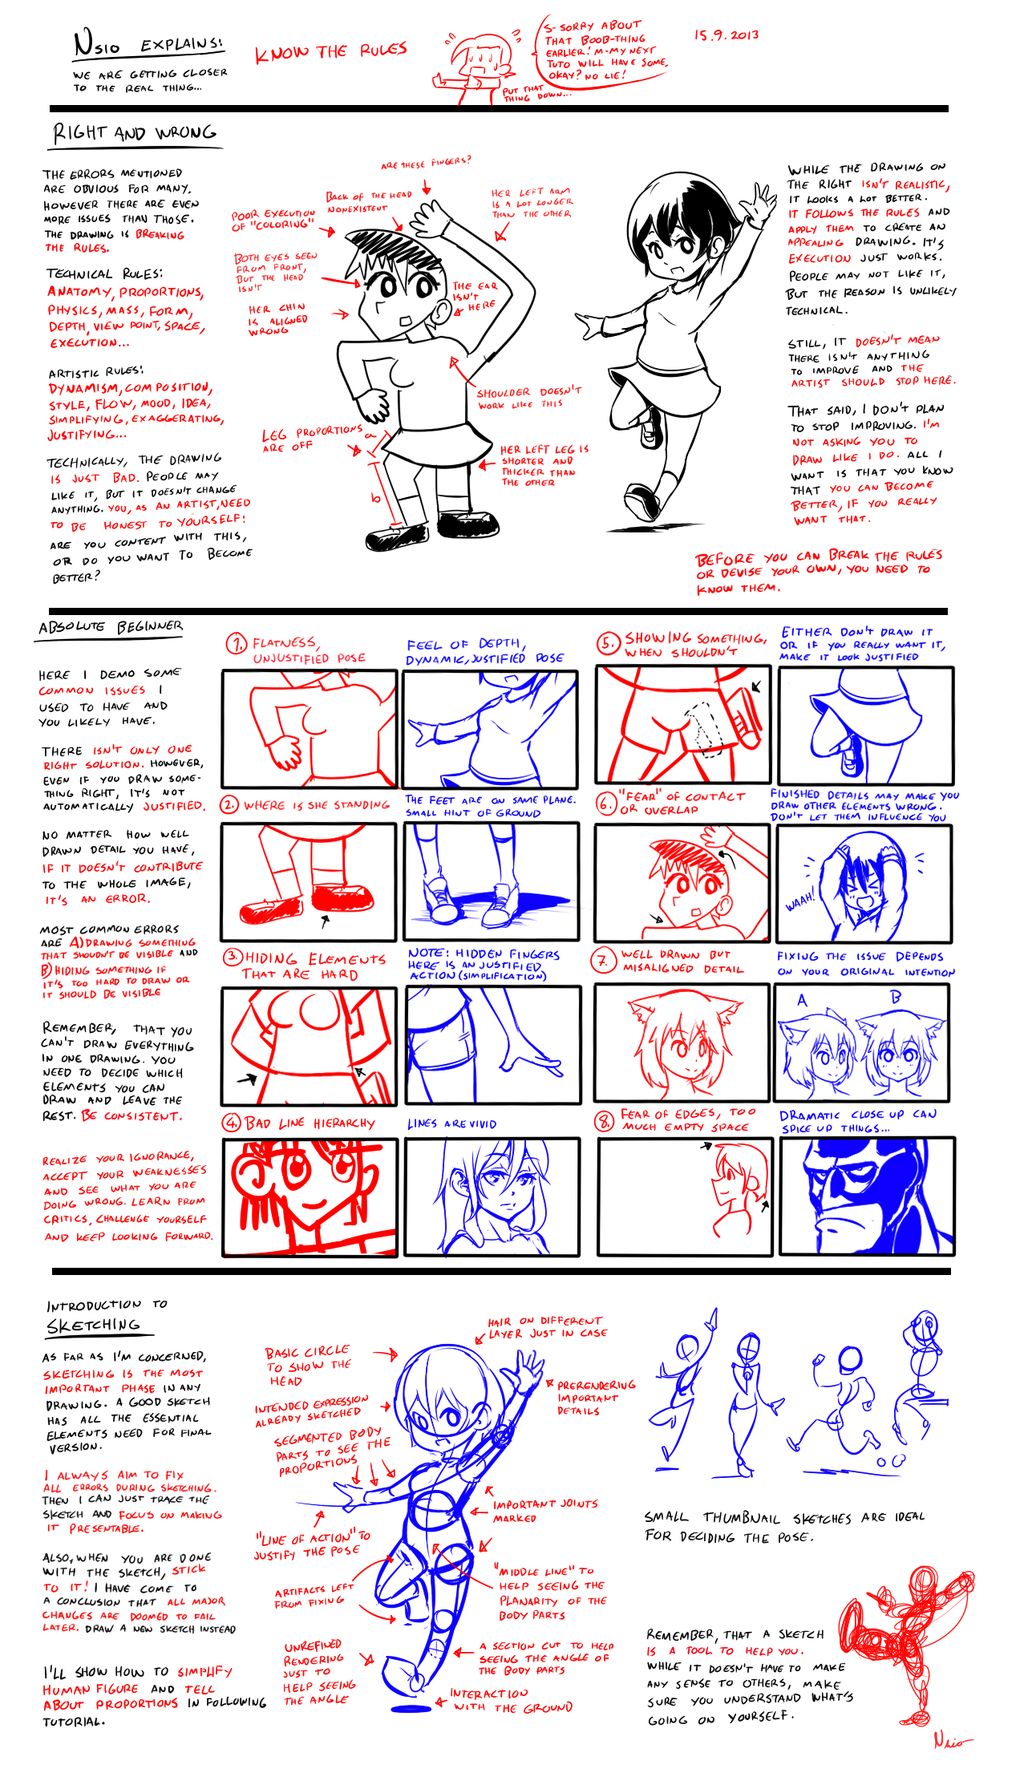 NSIO EXPLAINS:
WE ARE GETTING CLOSER
TO THE REAL THING...
KNOW THE RULES
S-SORRY ABOUT
THAT BOOB-THING
EARLIER! M-MY NEXT
TUTO WILL HAVE SOME,
OKAY? NO LIE!
PUT THAT
THING DOWN...
15.9.2013
RIGHT AND WRONG
THE ERRORS MENTIONED
ARE OBVIOUS FOR MANY.
HOWEVER THERE ARE EVEN
MORE ISSUES THAN THOSE.
THE DRAWING IS BREAKING
THE RULES.
TECHNICAL RULES:
ANATOMY, PROPORTIONS,
PHYSICS, MASS, FORM,
DEPTH, VIEW POINT, SPACE,
EXECUTION...
ARTISTIC RULES:
DYNAMISM, COMPOSITION,
STYLE, FLOW, MOOD, IDEA,
SIMPLIFYING, EXAGGERATING,
JUSTIFYING...
TECHNICALLY, THE DRAWING
IS JUST BAD. PEOPLE MAY
LIKE IT, BUT IT DOESN'T CHANGE
ANYTHING. YOU, AS AN ARTIST, NEED
TO BE HONEST TO YOURSELF:
ARE YOU CONTENT WITH THIS,
OR DO YOU WANT TO BECOME
BETTER?
ARE THESE FINGERS?
BACK OF THE HEAD
NONEXISTENT
HER LEFT ARM
IS A LOT LONGER
THAN THE OTHER
POOR EXECUTION
OF "COLORING"
BOTH EYES SEEN
FROM FRONT,
BUT THE HEAD
ISN'T
THE EAR
ISN'T
HERE
HER CHIN
IS ALIGNED
WRONG
SHOULDER DOESN'T
WORK LIKE THIS
LEG PROPORTIONS
ARE OFF
a
b
HER LEFT LEG IS
SHORTER AND
THICKER THAN
THE OTHER
WHILE THE DRAWING ON
THE RIGHT ISN'T REALISTIC,
IT LOOKS A LOT BETTER.
IT FOLLOWS THE RULES AND
APPLY THEM TO CREATE AN
APPEALING DRAWING. IT'S
EXECUTION JUST WORKS.
PEOPLE MAY NOT LIKE IT,
BUT THE REASON IS UNLIKELY
TECHNICAL.
STILL, IT DOESN'T MEAN
THERE ISN'T ANYTHING
TO IMPROVE AND THE
ARTIST SHOULD STOP HERE.
THAT SAID, I DON'T PLAN
TO STOP IMPROVING. I'M
NOT ASKING YOU TO
DRAW LIKE I DO. ALL I
WANT IS THAT YOU KNOW
THAT YOU CAN BECOME
BETTER, IF YOU REALLY
WANT THAT.
BEFORE YOU CAN BREAK THE RULES
OR DEVISE YOUR OWN, YOU NEED TO
KNOW THEM.
ABSOLUTE BEGINNER
HERE I DEMO SOME
COMMON ISSUES I
USED TO HAVE AND
YOU LIKELY HAVE.
THERE ISN'T ONLY ONE
RIGHT SOLUTION. HOWEVER,
EVEN IF YOU DRAW SOME-
THING RIGHT, IT'S NOT
AUTOMATICALLY JUSTIFIED.
NO MATTER HOW WELL
DRAWN DETAIL YOU HAVE,
IF IT DOESN'T CONTRIBUTE
TO THE WHOLE IMAGE,
IT'S AN ERROR.
MOST COMMON ERRORS
ARE A) DRAWING SOMETHING
THAT SHOULDN'T BE VISIBLE AND
B) HIDING SOMETHING IF
IT'S TOO HARD TO DRAW OR
IT SHOULD BE VISIBLE
REMEMBER, THAT YOU
CAN'T DRAW EVERYTHING
IN ONE DRAWING. YOU
NEED TO DECIDE WHICH
ELEMENTS YOU CAN
DRAW AND LEAVE THE
REST. BE CONSISTENT.
REALIZE YOUR IGNORANCE,
ACCEPT YOUR WEAKNESSES
AND SEE WHAT YOU ARE
DOING WRONG. LEARN FROM
CRITICS, CHALLENGE YOURSELF
AND KEEP LOOKING FORWARD.
1. FLATNESS,
UNJUSTIFIED POSE
FEEL OF DEPTH,
DYNAMIC, JUSTIFIED POSE
2. WHERE IS SHE STANDING
THE FEET ARE ON SAME PLANE.
SMALL HINT OF GROUND
3. HIDING ELEMENTS
THAT ARE HARD
NOTE: HIDDEN FINGERS
HERE IS AN JUSTIFIED
ACTION (SIMPLIFICATION)
4. BAD LINE HIERARCHY
LINES ARE VIVID
5. SHOWING SOMETHING,
WHEN SHOULDN'T
EITHER DON'T DRAW IT
OR IF YOU REALLY WANT IT,
MAKE IT LOOK JUSTIFIED
6. "FEAR" OF CONTACT
OR OVERLAP
FINISHED DETAILS MAY MAKE YOU
DRAW OTHER ELEMENTS WRONG.
DON'T LET THEM INFLUENCE YOU
WAAH!
7. WELL DRAWN BUT
MISALIGNED DETAIL
FIXING THE ISSUE DEPENDS
ON YOUR ORIGINAL INTENTION
A
B
8. FEAR OF EDGES, TOO
MUCH EMPTY SPACE
DRAMATIC CLOSE UP CAN
SPICE UP THINGS...
INTRODUCTION TO
SKETCHING
AS FAR AS I'M CONCERNED,
SKETCHING IS THE MOST
IMPORTANT PHASE IN ANY
DRAWING. A GOOD SKETCH
HAS ALL THE ESSENTIAL
ELEMENTS NEED FOR FINAL
VERSION.
I ALWAYS AIM TO FIX
ALL ERRORS DURING SKETCHING.
THEN I CAN JUST TRACE THE
SKETCH AND FOCUS ON MAKING
IT PRESENTABLE.
ALSO, WHEN YOU ARE DONE
WITH THE SKETCH, STICK
TO IT! I HAVE COME TO
A CONCLUSION THAT ALL MAJOR
CHANGES ARE DOOMED TO FAIL
LATER. DRAW A NEW SKETCH INSTEAD
I'LL SHOW HOW TO SIMPLIFY
HUMAN FIGURE AND TELL
ABOUT PROPORTIONS IN FOLLOWING
TUTORIAL.
HAIR ON DIFFERENT
LAYER JUST IN CASE
BASIC CIRCLE
TO SHOW THE
HEAD
PRERENDERING
IMPORTANT
DETAILS
INTENDED EXPRESSION
ALREADY SKETCHED
SEGMENTED BODY
PARTS TO SEE THE
PROPORTIONS
IMPORTANT JOINTS
MARKED
"LINE OF ACTION" TO
JUSTIFY THE POSE
ARTIFACTS LEFT
FROM FIXING
"MIDDLE LINE" TO
HELP SEEING THE
PLANARITY OF THE
BODY PARTS
UNREFINED
RENDERING
JUST TO
HELP SEEING
THE ANGLE
A SECTION CUT TO HELP
SEEING THE ANGLE OF
THE BODY PARTS
INTERACTION
WITH THE GROUND
SMALL THUMBNAIL SKETCHES ARE IDEAL
FOR DECIDING THE POSE.
REMEMBER, THAT A SKETCH
IS A TOOL TO HELP YOU.
WHILE IT DOESN'T HAVE TO MAKE
ANY SENSE TO OTHERS, MAKE
SURE YOU UNDERSTAND WHAT'S
GOING ON YOURSELF.
Nsio